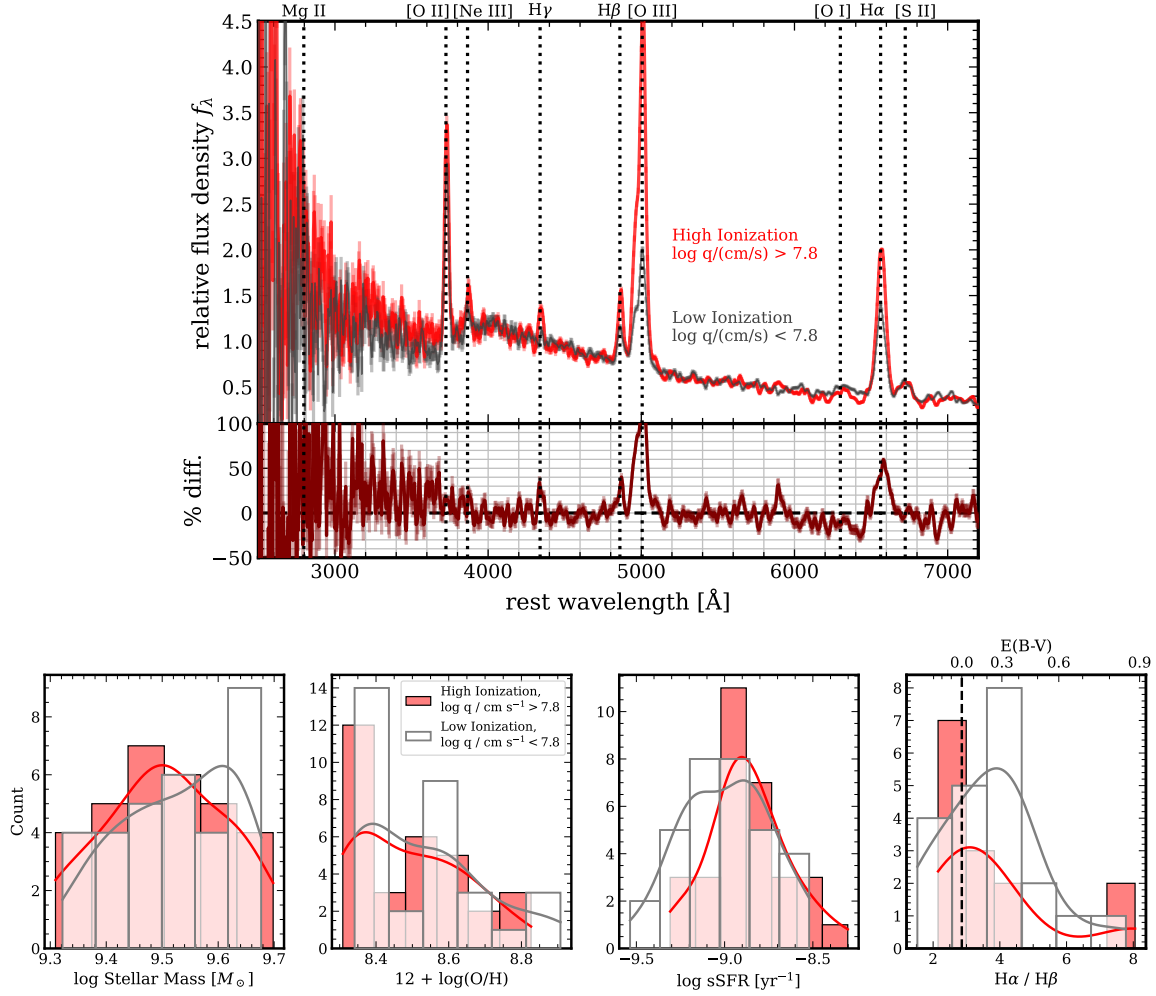 Mg II [O II] [Ne III] Hγ Hβ [O III] [O I] Hα [S II]
4.5
4.0
3.5
3.0
2.5
2.0
1.5
1.0
0.5
relative flux density fλ
High Ionization
log q/(cm/s) > 7.8
Low Ionization
log q/(cm/s) < 7.8
100
50
0
−50
% diff.
3000 4000 5000 6000 7000
rest wavelength [Å]
8
6
4
2
0
Count
9.3 9.4 9.5 9.6 9.7
log Stellar Mass [M⊙]
14
12
10
8
6
4
2
0
High Ionization,
log q / cm s⁻¹ > 7.8
Low Ionization,
log q / cm s⁻¹ < 7.8
8.4 8.6 8.8
12 + log(O/H)
10
8
6
4
2
0
−9.5 −9.0 −8.5
log sSFR [yr⁻¹]
E(B-V)
0.0 0.3 0.6 0.9
8
7
6
5
4
3
2
1
0
2 4 6 8
Hα / Hβ